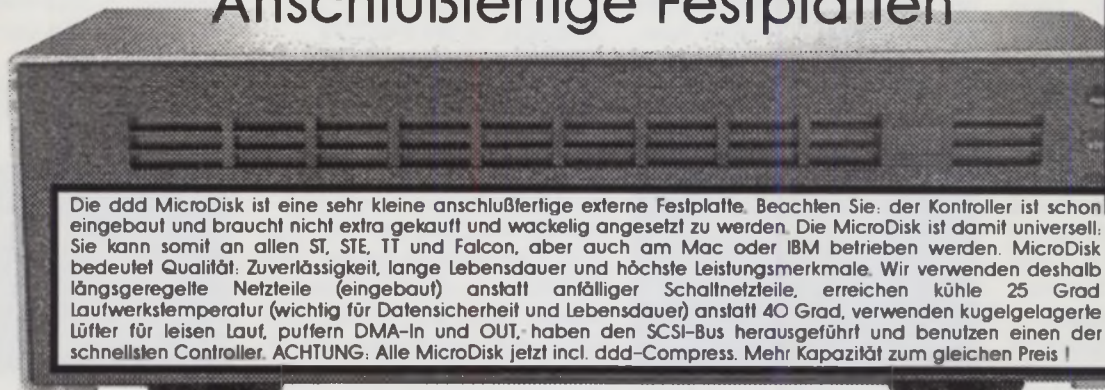 Anschlußfertige Festplatten
Die ddd MicroDisk ist eine sehr kleine anschlußfertige externe Festplatte. Beachten Sie: der Kontroller ist schon
eingebaut und braucht nicht extra gekauft und wackelig angesetzt zu werden. Die MicroDisk ist damit universell:
Sie kann somit an allen ST, STE, TT und Falcon, aber auch am Mac oder IBM betrieben werden. MicroDisk
bedeutet Qualität: Zuverlässigkeit, lange Lebensdauer und höchste Leistungsmerkmale. Wir verwenden deshalb
längsgeregelte Netzteile (eingebaut) anstatt anfälliger Schaltnetzteile, erreichen kühle 25 Grad
Laufwerkstemperatur (wichtig für Datensicherheit und Lebensdauer) anstatt 40 Grad, verwenden kugelgelagerte
Lüfter für leisen Lauf, puffern DMA-In und OUT, haben den SCSI-Bus herausgeführt und benutzen einen der
schnellsten Controller. ACHTUNG: Alle MicroDisk jetzt incl. ddd-Compress. Mehr Kapazität zum gleichen Preis !